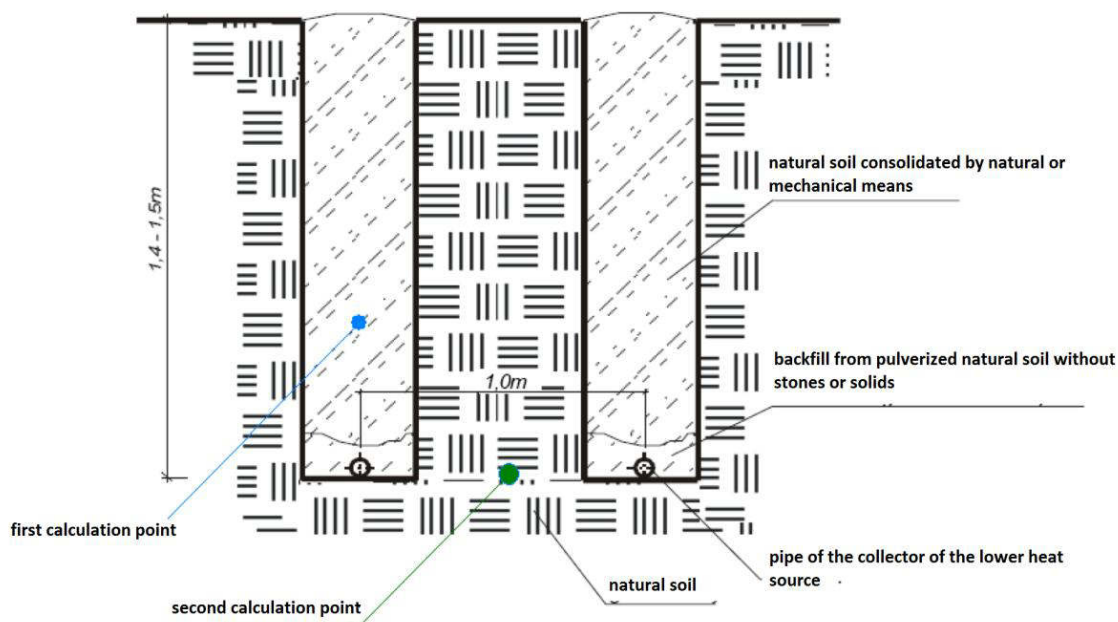 natural soil consolidated by natural or
mechanical means
1,4 - 1,5m
backfill from pulverized natural soil without
stones or solids
1,0m
first calculation point
pipe of the collector of the lower heat
source
natural soil
second calculation point